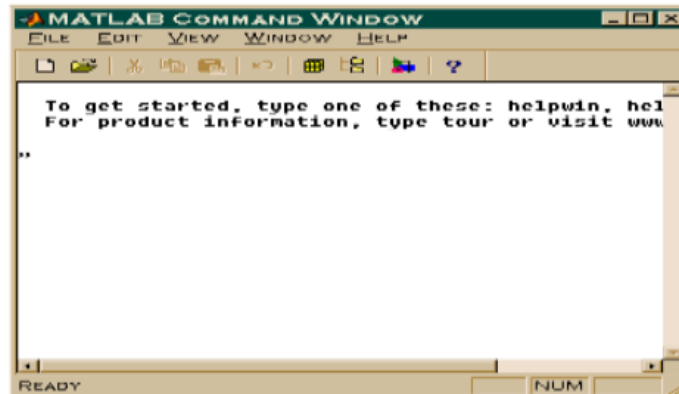 MATLAB COMMAND WINDOW
FILE EDIT VIEW WINDOW HELP
To get started, type one of these: helpwin, hel
For product information, type tour or visit www
»
READY NUM